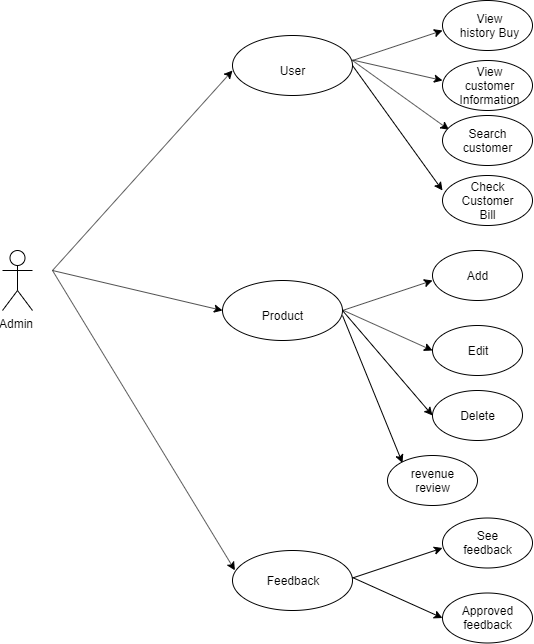 View
history Buy
User
View
customer
Information
Search
customer
Check
Customer
Bill
Admin
Product
Add
Edit
Delete
revenue
review
Feedback
See
feedback
Approved
feedback